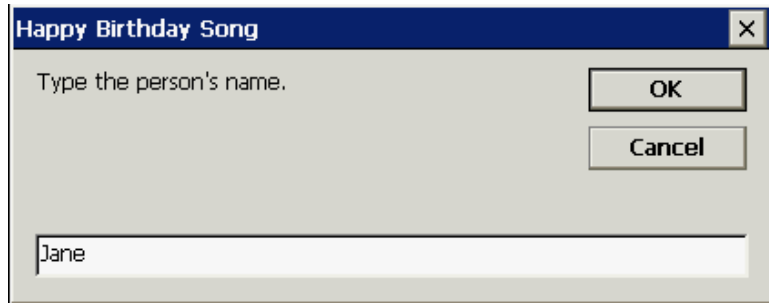 Happy Birthday Song
Type the person's name.
OK
Cancel
Jane